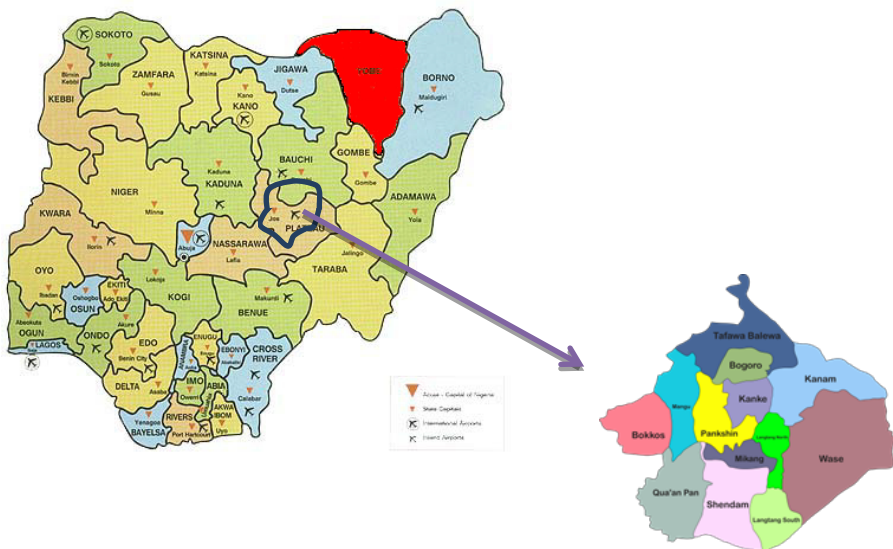 SOKOTO
Sokoto
KATSINA
Katsina
ZAMFARA
Gusau
Birnin
Kebbi
KEBBI
JIGAWA
Dutse
Kano
KANO
YOBE
BORNO
Maidugiri
BAUCHI
GOMBE
Gombe
Kaduna
KADUNA
ADAMAWA
Yola
NIGER
Minna
Jos
PLATEAU
KWARA
Ilorin
Abuja
NASSARAWA
Lafia
Jalingo
TARABA
OYO
Ibadan
Oshogbo
OSUN
EKITI
Ado Ekiti
Lokoja
KOGI
Makurdi
BENUE
Abeokuta
OGUN
LAGOS
ONDO
Akure
EDO
Benin City
ENUGU
ANAMBRA
EBONYI
CROSS
RIVER
DELTA
Asaba
IMO
Owerri
ABIA
AKWA
IBOM
Uyo
Calabar
Yenagoa
BAYELSA
RIVERS
Port Harcourt
Abuja - Capital of Nigeria
State Capitals
International Airports
Inland Airports
Tafawa Balewa
Bogoro
Kanam
Mangu
Kanke
Bokkos
Pankshin
Langtang North
Mikang
Wase
Qua'an Pan
Shendam
Langtang South